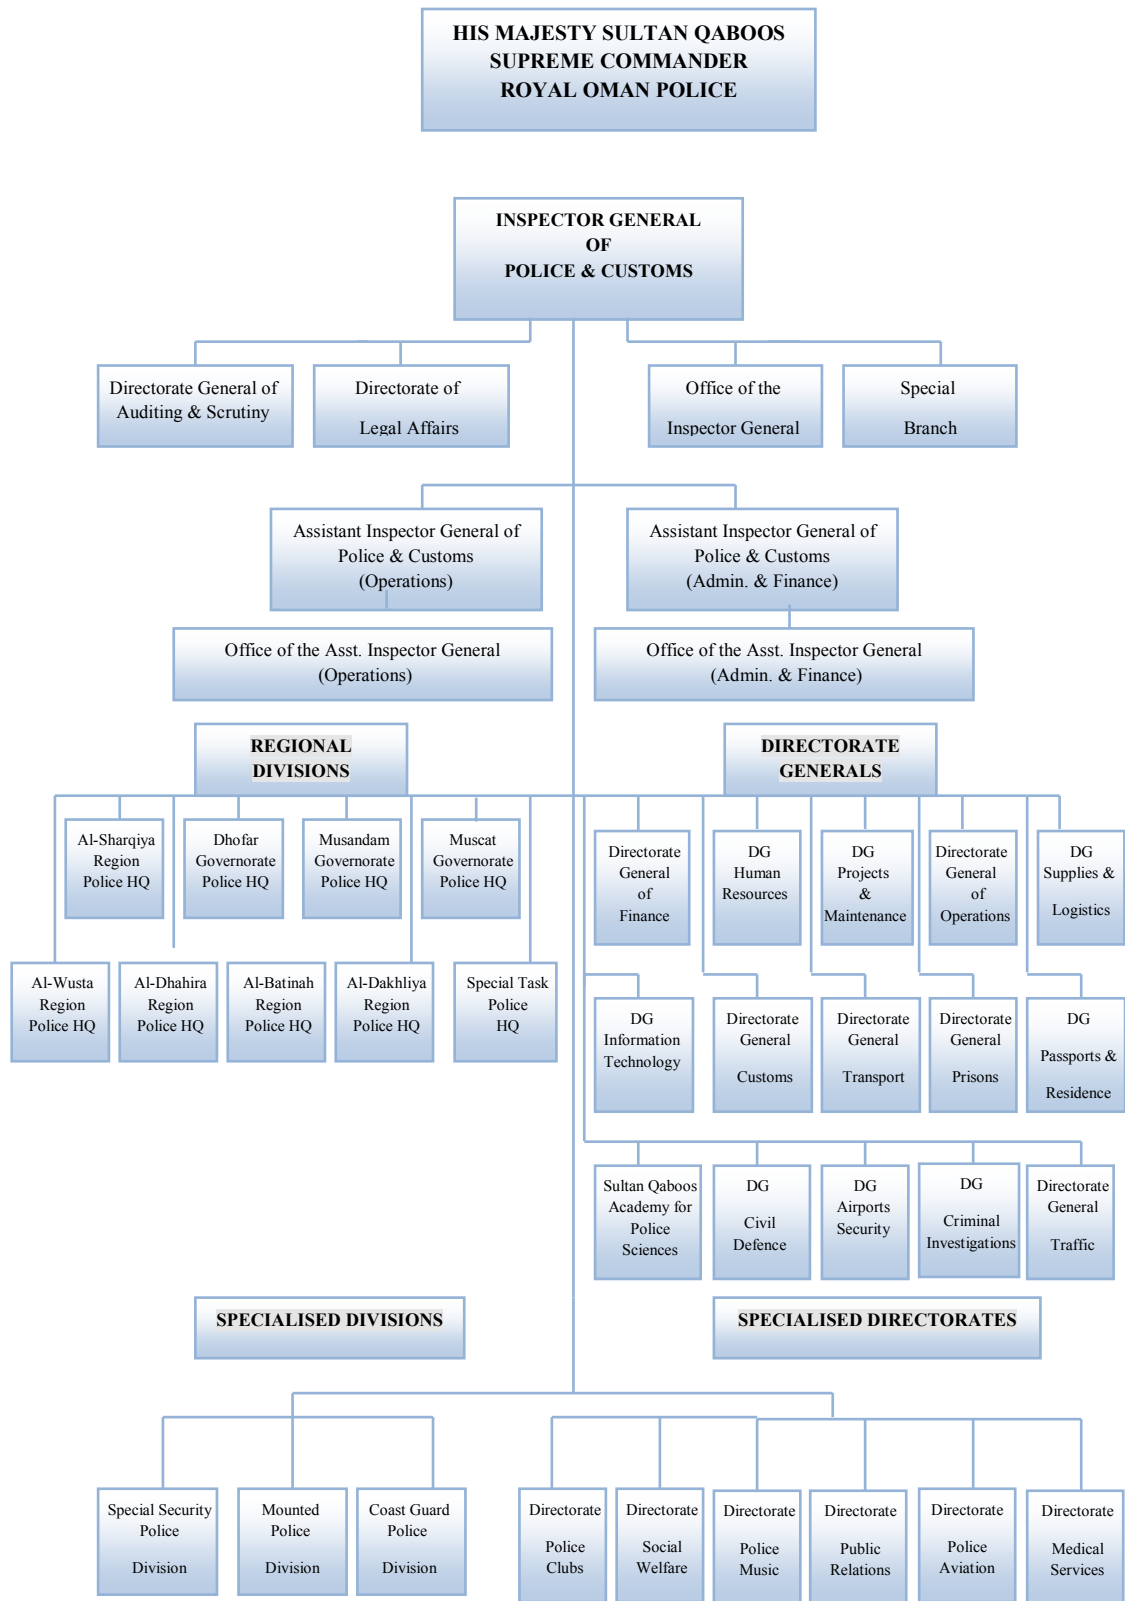 HIS MAJESTY SULTAN QABOOS
SUPREME COMMANDER
ROYAL OMAN POLICE
INSPECTOR GENERAL
OF
POLICE & CUSTOMS
Directorate General of
Auditing & Scrutiny
Directorate of
Legal Affairs
Office of the
Inspector General
Special
Branch
Assistant Inspector General of
Police & Customs
(Operations)
Assistant Inspector General of
Police & Customs
(Admin. & Finance)
Office of the Asst. Inspector General
(Operations)
Office of the Asst. Inspector General
(Admin. & Finance)
REGIONAL
DIVISIONS
DIRECTORATE
GENERALS
Al-Sharqiya
Region
Police HQ
Dhofar
Governorate
Police HQ
Musandam
Governorate
Police HQ
Muscat
Governorate
Police HQ
Directorate
General
of
Finance
DG
Human
Resources
DG
Projects
&
Maintenance
Directorate
General
of
Operations
DG
Supplies &
Logistics
Al-Wusta
Region
Police HQ
Al-Dhahira
Region
Police HQ
Al-Batinah
Region
Police HQ
Al-Dakhliya
Region
Police HQ
Special Task
Police
HQ
DG
Information
Technology
Directorate
General
Customs
Directorate
General
Transport
Directorate
General
Prisons
DG
Passports &
Residence
Sultan Qaboos
Academy for
Police
Sciences
DG
Civil
Defence
DG
Airports
Security
DG
Criminal
Investigations
Directorate
General
Traffic
SPECIALISED DIVISIONS
SPECIALISED DIRECTORATES
Special Security
Police
Division
Mounted
Police
Division
Coast Guard
Police
Division
Directorate
Police
Clubs
Directorate
Social
Welfare
Directorate
Police
Music
Directorate
Public
Relations
Directorate
Police
Aviation
Directorate
Medical
Services